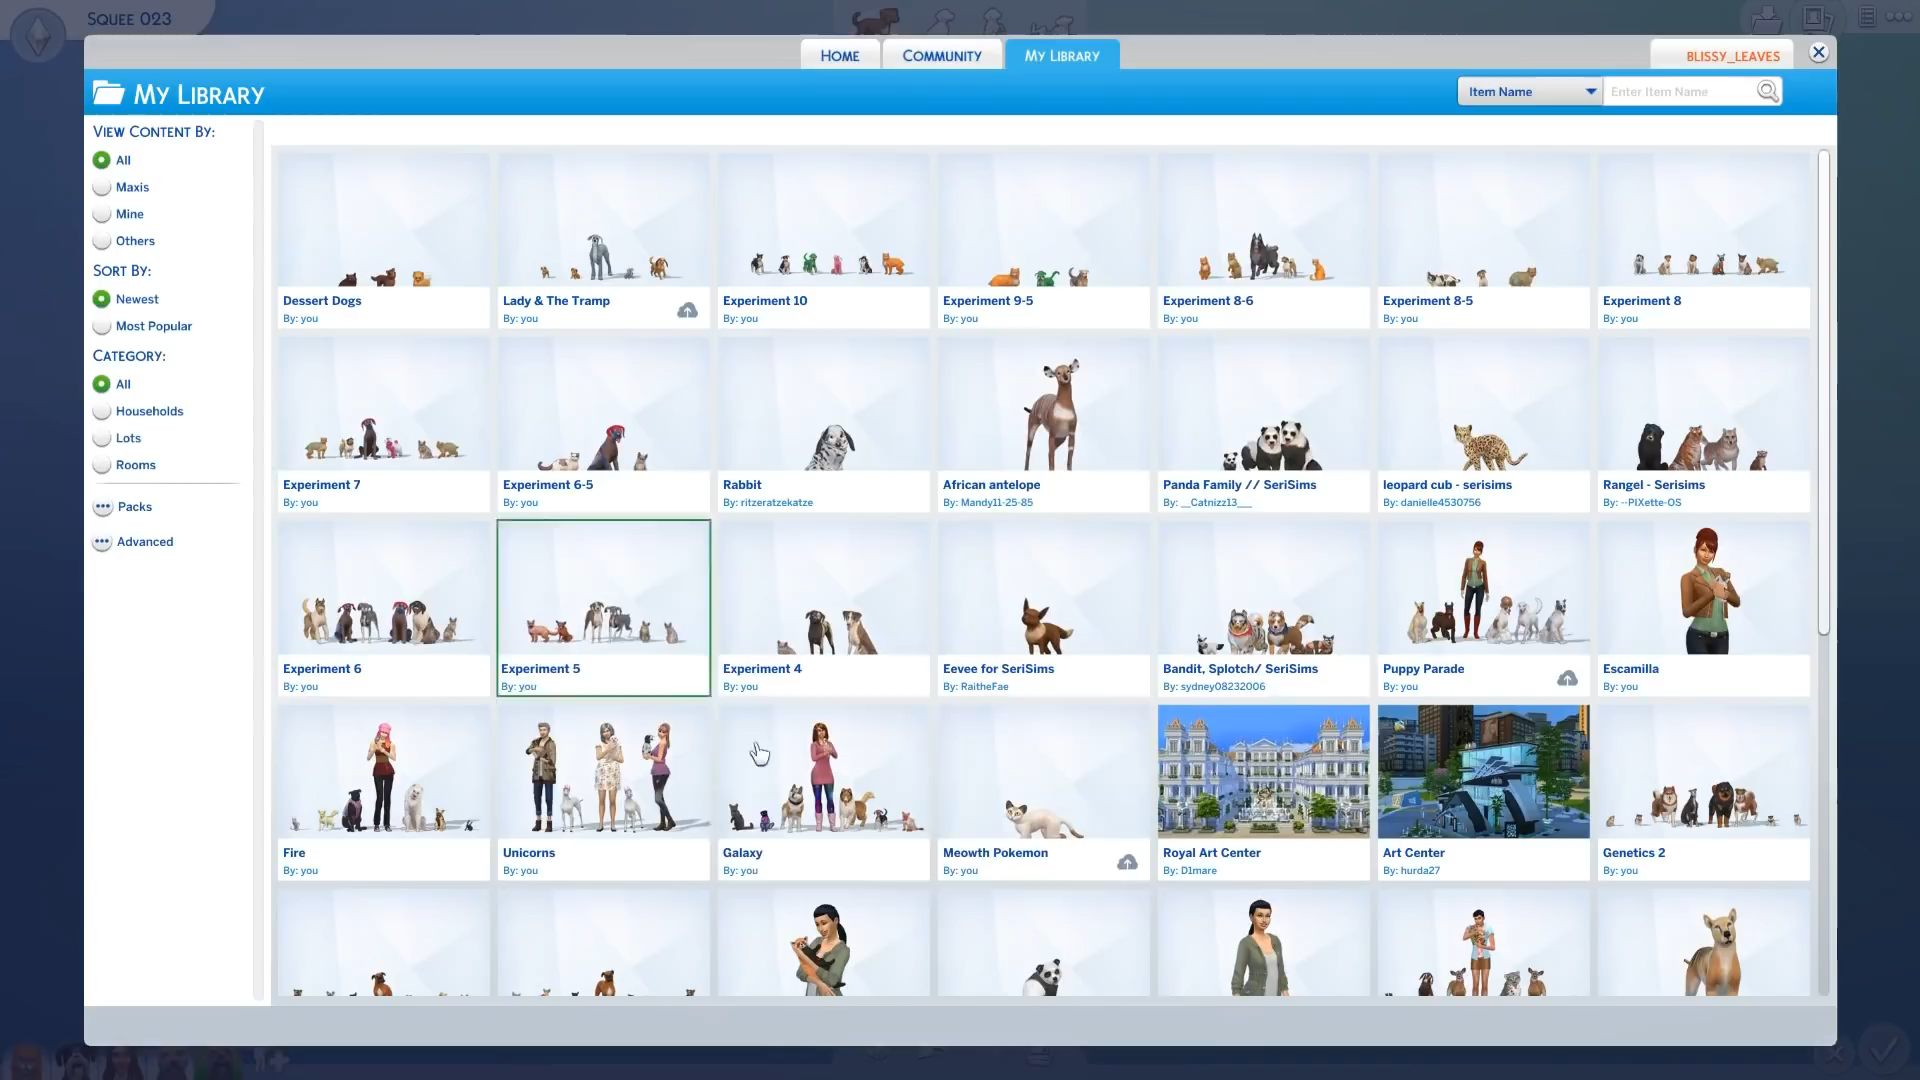 SQUEE 023
HOME
COMMUNITY
MY LIBRARY
BLISSY_LEAVES
MY LIBRARY
Item Name
Enter Item Name
VIEW CONTENT BY:
All
Maxis
Mine
Others
SORT BY:
Newest
Most Popular
CATEGORY:
All
Households
Lots
Rooms
Packs
Advanced
Dessert Dogs
By: you
Lady & The Tramp
By: you
Experiment 10
By: you
Experiment 9-5
By: you
Experiment 8-6
By: you
Experiment 8-5
By: you
Experiment 8
By: you
Experiment 7
By: you
Experiment 6-5
By: you
Rabbit
By: ritzeratzekatze
African antelope
By: Mandy11-25-85
Panda Family // SeriSims
By: __Catnizz13___
leopard cub - serisims
By: danielle4530756
Rangel - Serisims
By: --PIXette-OS
Experiment 6
By: you
Experiment 5
By: you
Experiment 4
By: you
Eevee for SeriSims
By: RaitheFae
Bandit, Splotch/ SeriSims
By: sydney08232006
Puppy Parade
By: you
Escamilla
By: you
Fire
By: you
Unicorns
By: you
Galaxy
By: you
Meowth Pokemon
By: you
Royal Art Center
By: D1mare
Art Center
By: hurda27
Genetics 2
By: you